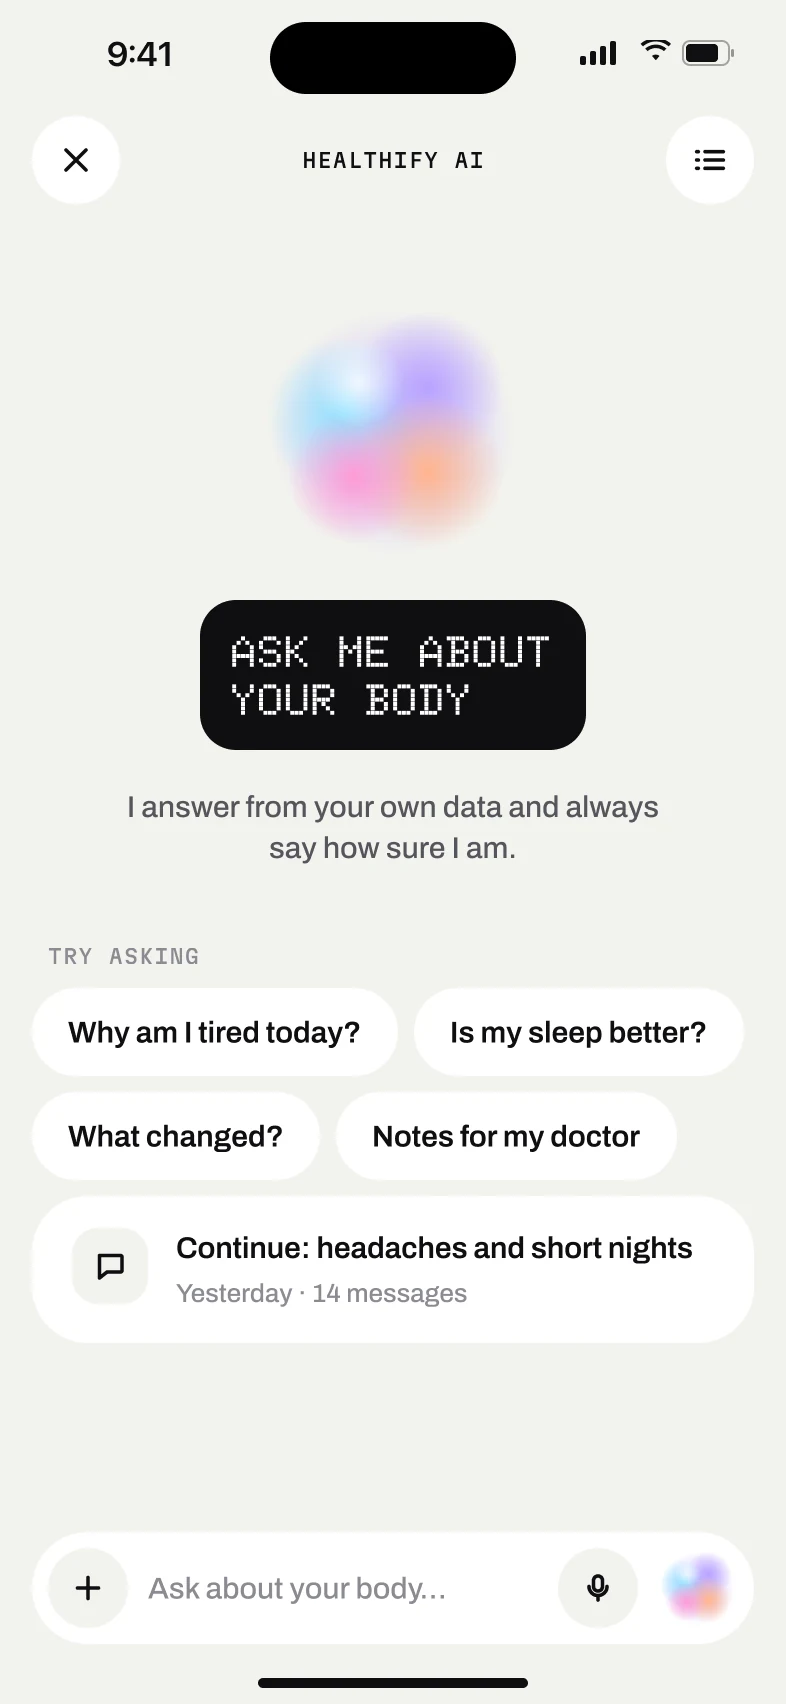 9:41
HEALTHIFY AI
ASK ME ABOUT
YOUR BODY
I answer from your own data and always
say how sure I am.
TRY ASKING
Why am I tired today?
Is my sleep better?
What changed?
Notes for my doctor
Continue: headaches and short nights
Yesterday · 14 messages
Ask about your body...